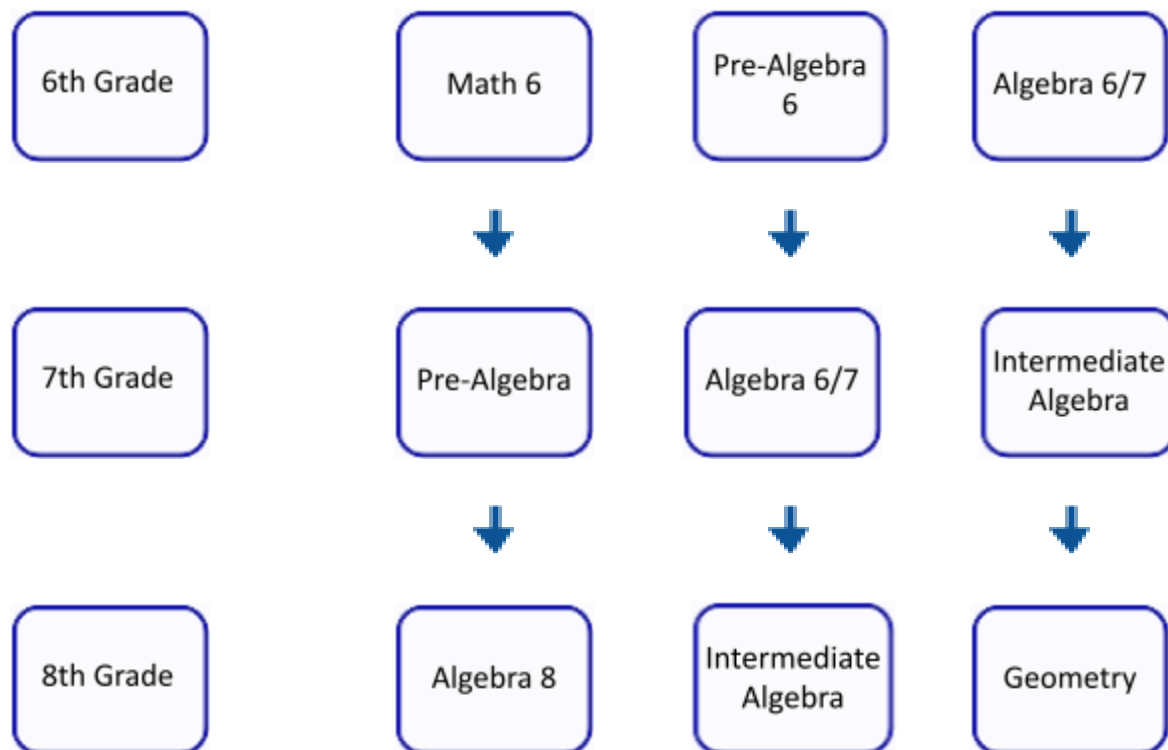 6th Grade
Math 6
Pre-Algebra
6
Algebra 6/7
7th Grade
Pre-Algebra
Algebra 6/7
Intermediate
Algebra
8th Grade
Algebra 8
Intermediate
Algebra
Geometry